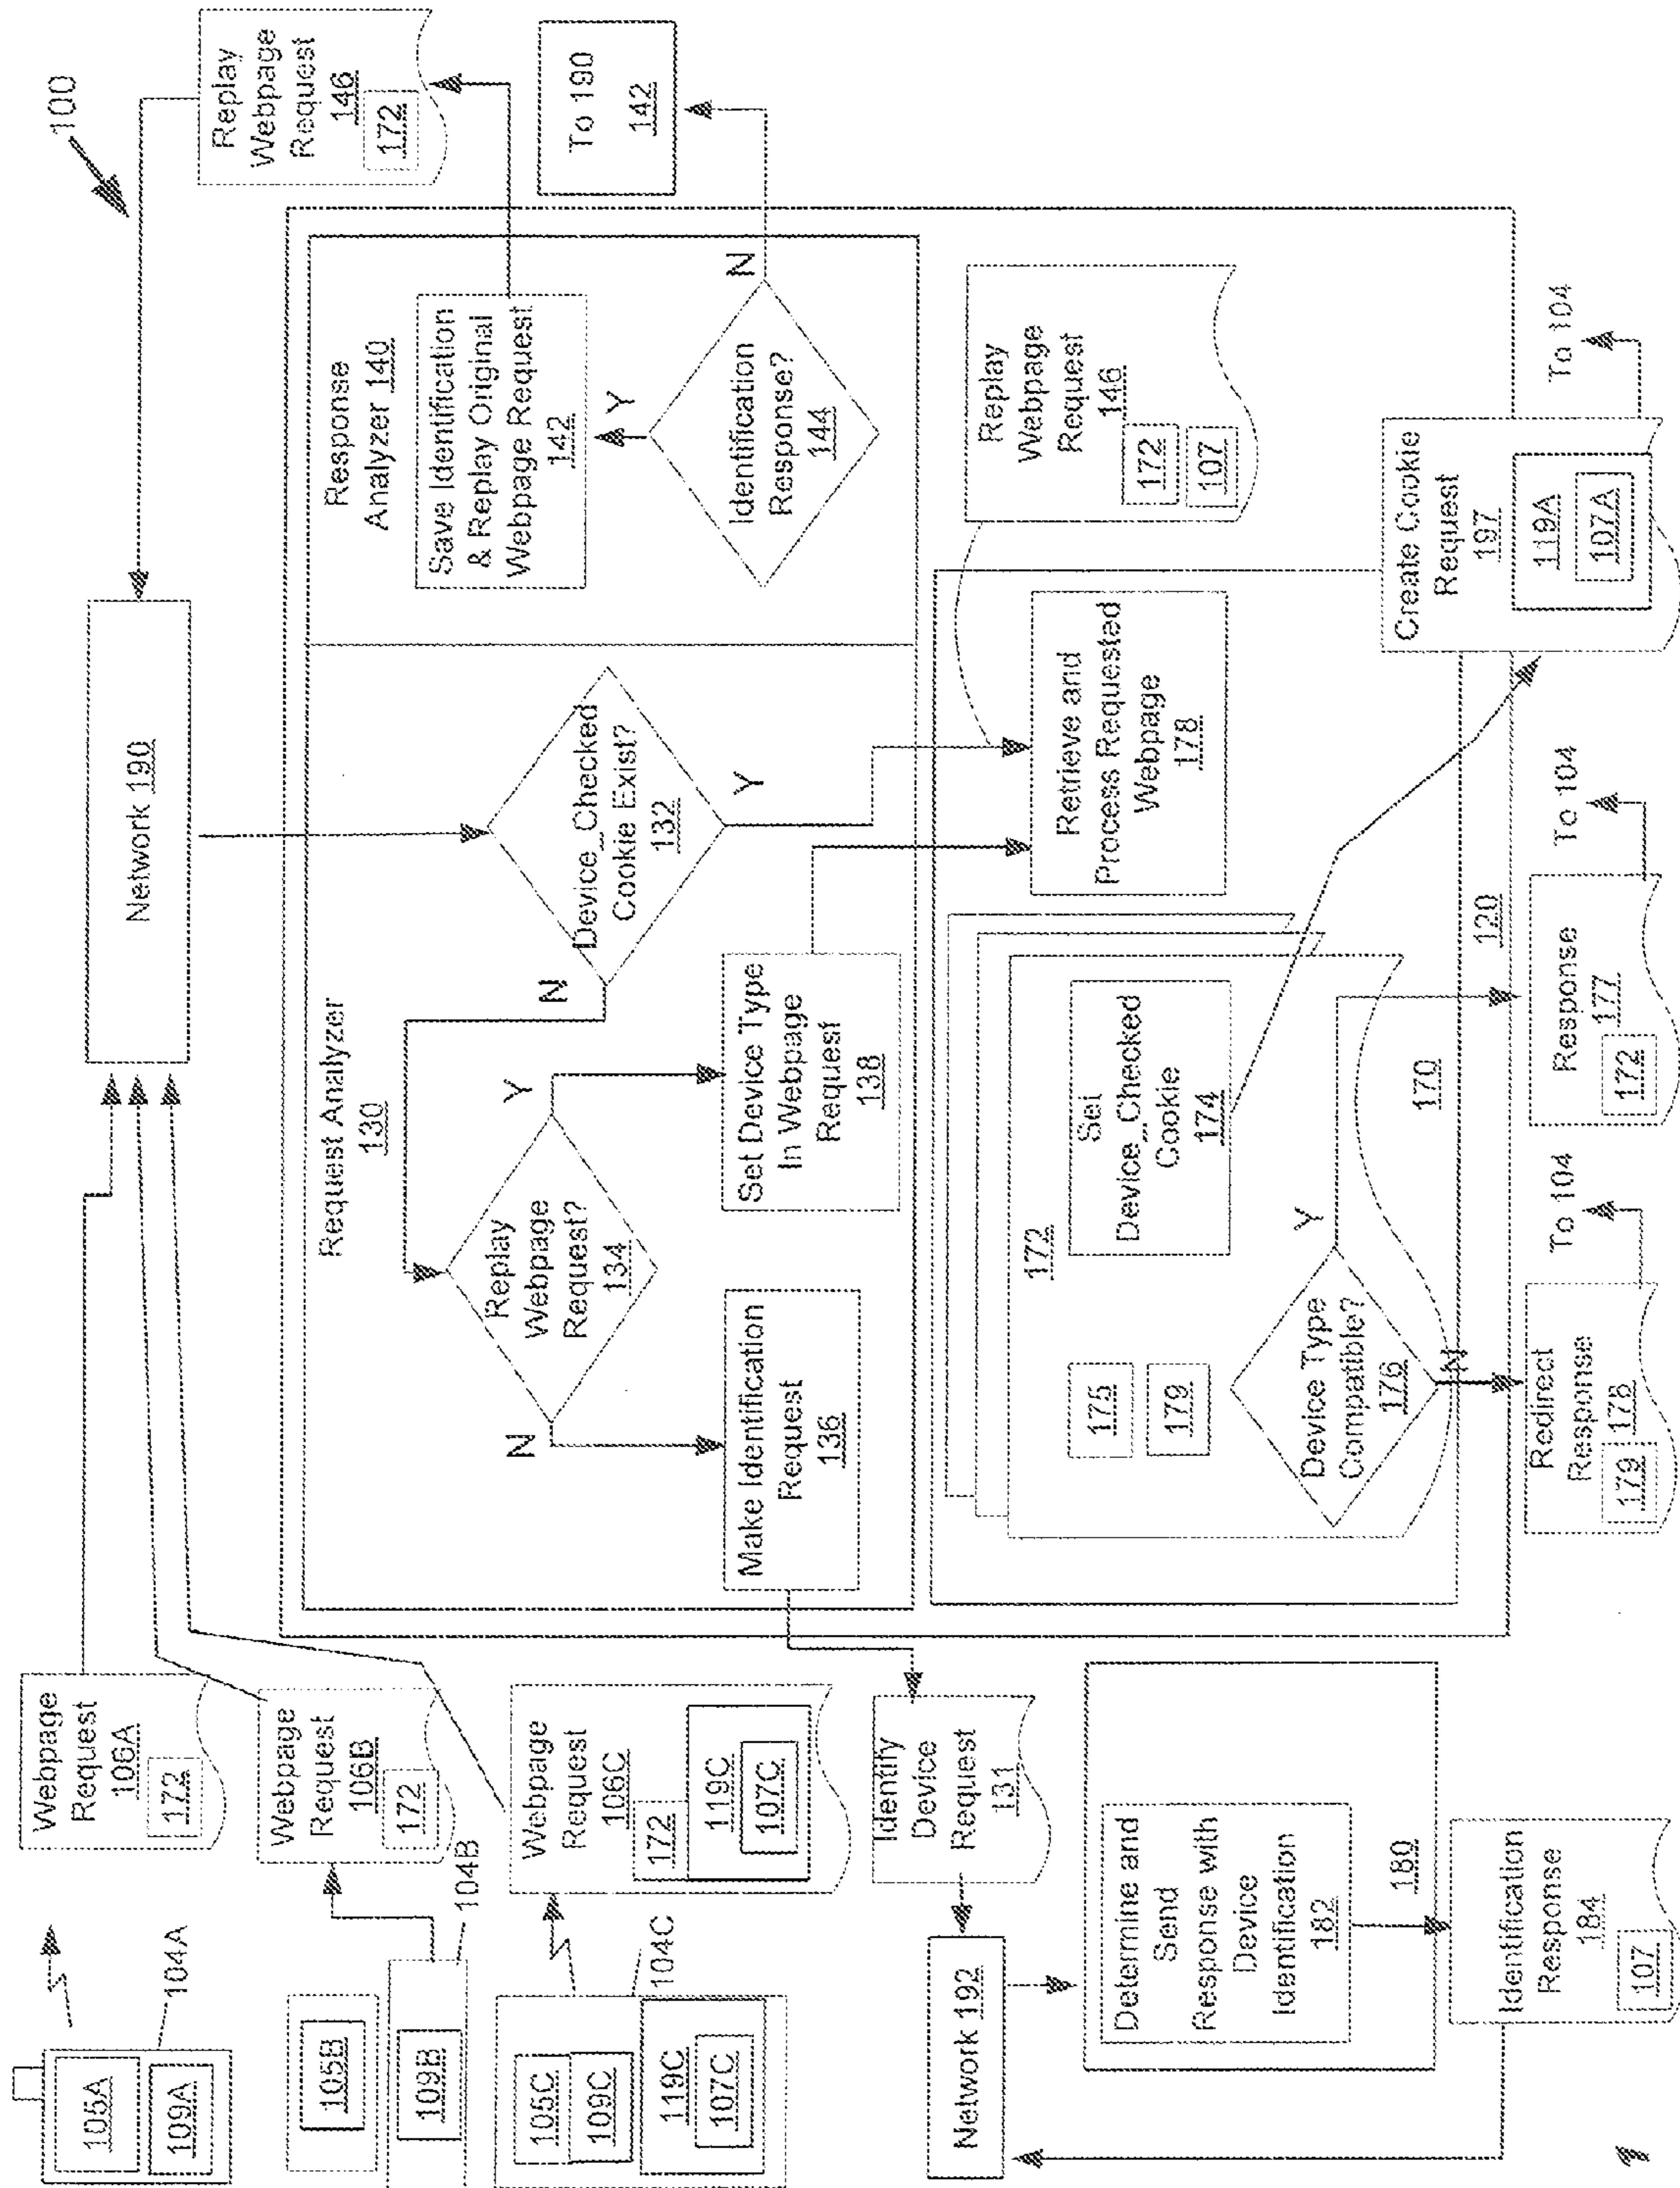 100
Network 190
Replay
Webpage
Request
146
172
To 190
142
Webpage
Request
106A
172
Webpage
Request
106B
172
Webpage
Request
106C
172
119C
107C
104A
105A
109A
104B
105B
109B
104C
105C
109C
119C
107C
Request Analyzer
130
Device_Checked
Cookie Exist?
132
N
Y
Replay
Webpage
Request?
134
N
Y
Make Identification
Request
136
Set Device Type
In Webpage
Request
138
Response
Analyzer 140
Save Identification
& Replay Original
Webpage Request
142
Y
Identification
Response?
144
N
Replay
Webpage
Request
146
172
107
Retrieve and
Process Requested
Webpage
178
172
Set
Device_Checked
Cookie
174
175
179
Device Type
Compatible?
176
Y
N
170
120
Create Cookie
Request
197
119A
107A
To 104
Response
177
172
To 104
Redirect
Response
178
179
To 104
Identify
Device
Request
131
Network 192
Determine and
Send
Response with
Device
Identification
182
180
Identification
Response
184
107
1